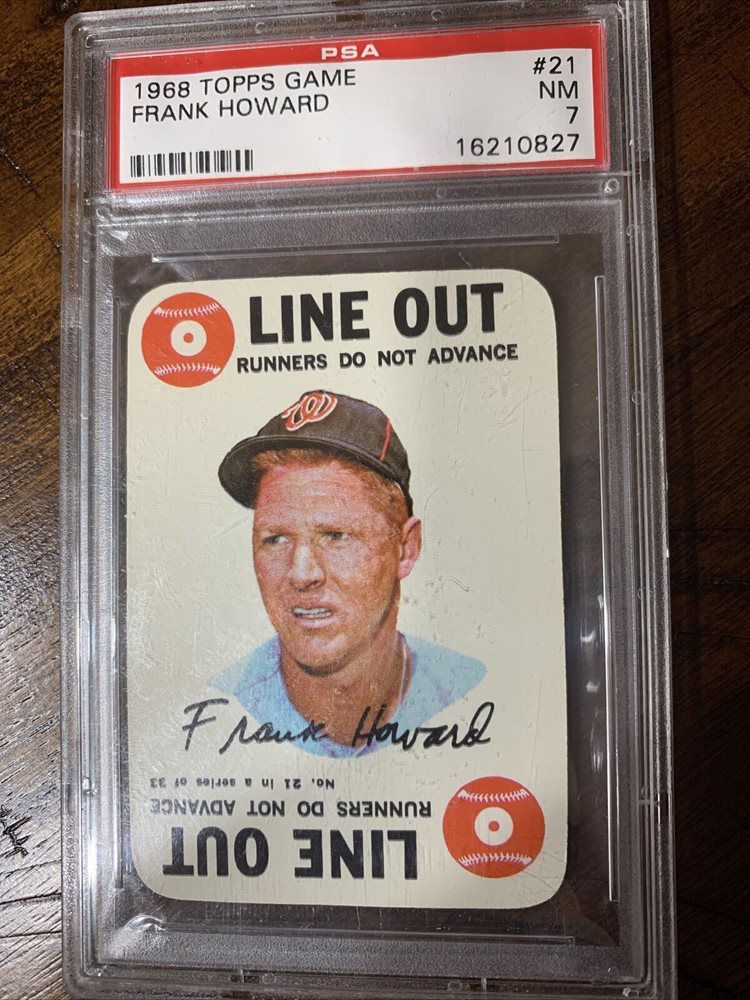 PSA
1968 TOPPS GAME #21
FRANK HOWARD NM
7
16210827
LINE OUT
RUNNERS DO NOT ADVANCE
W
Frank Howard
No. 21 in a series of 33
RUNNERS DO NOT ADVANCE
LINE OUT